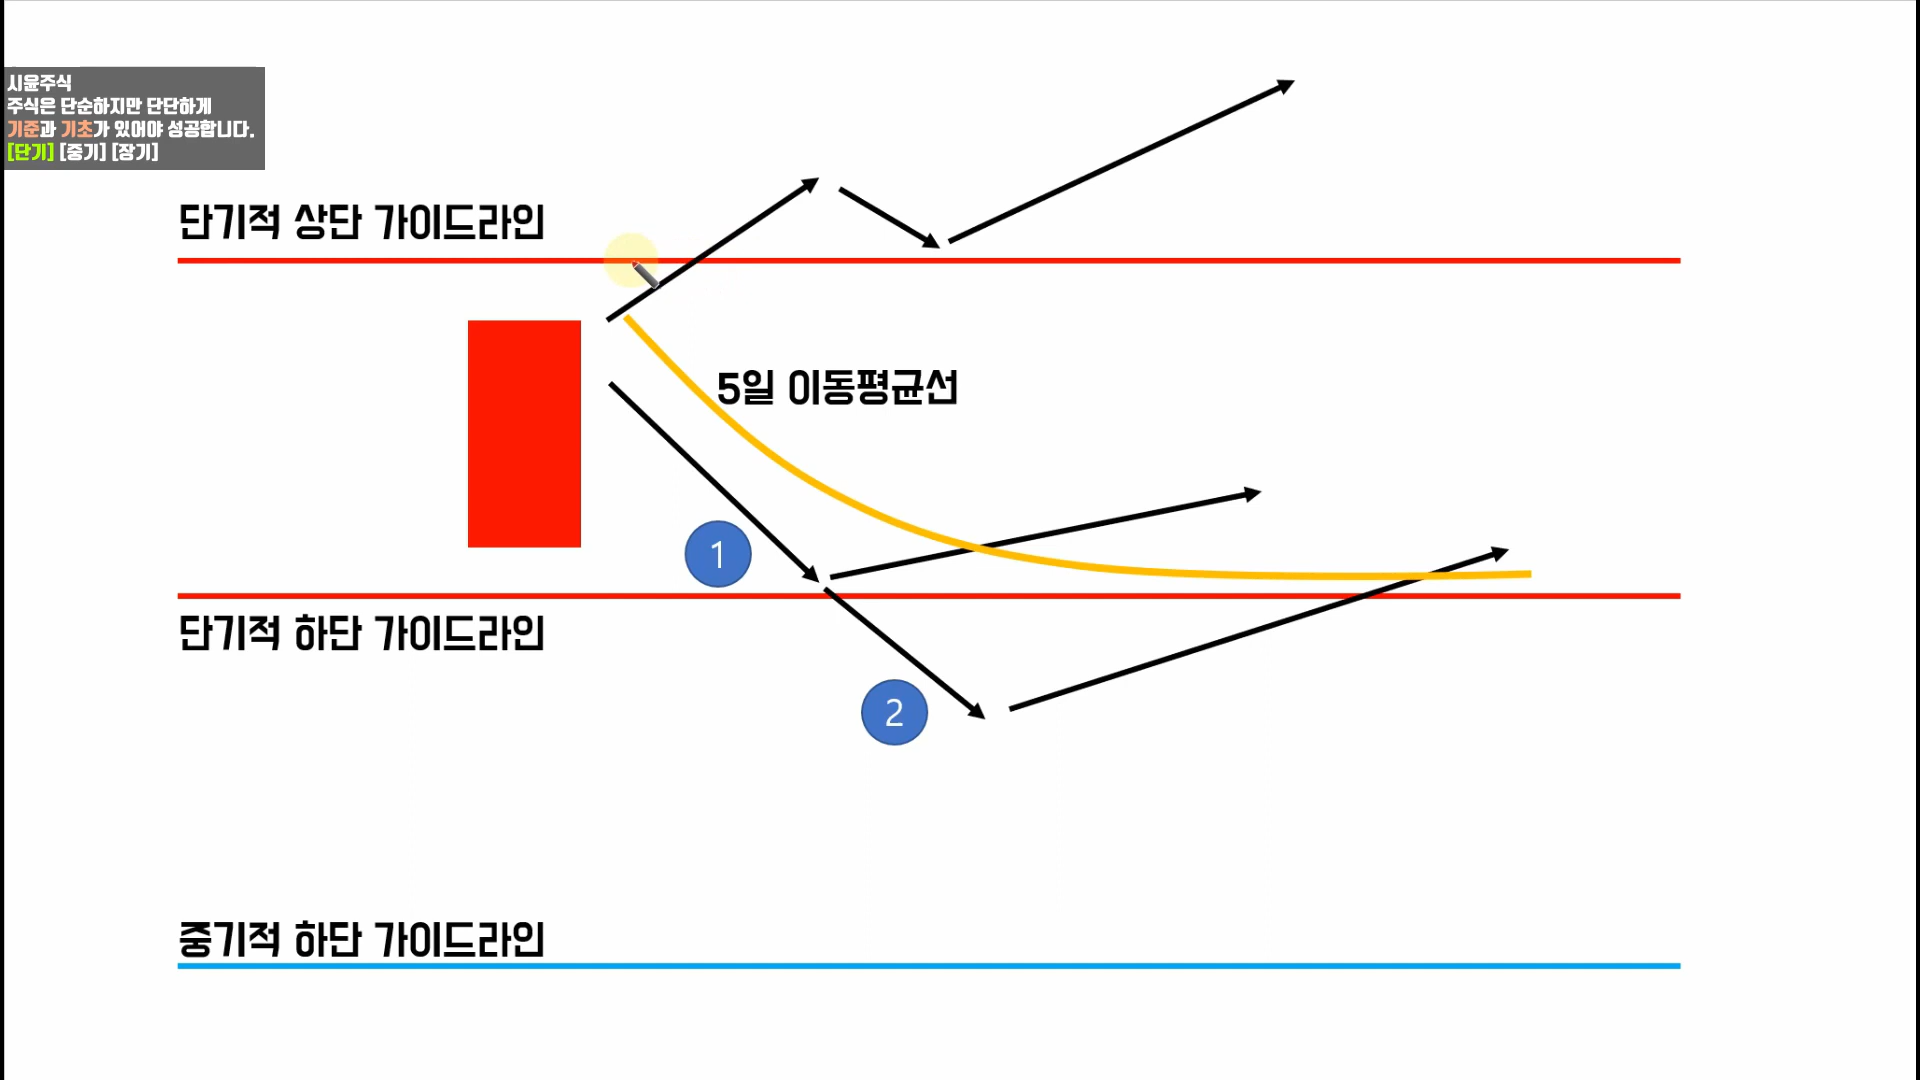 시윤주식
주식은 단순하지만 단단하게
기준과 기초가 있어야 성공합니다.
[단기] [중기] [장기]
단기적 상단 가이드라인
5일 이동평균선
1
단기적 하단 가이드라인
2
중기적 하단 가이드라인